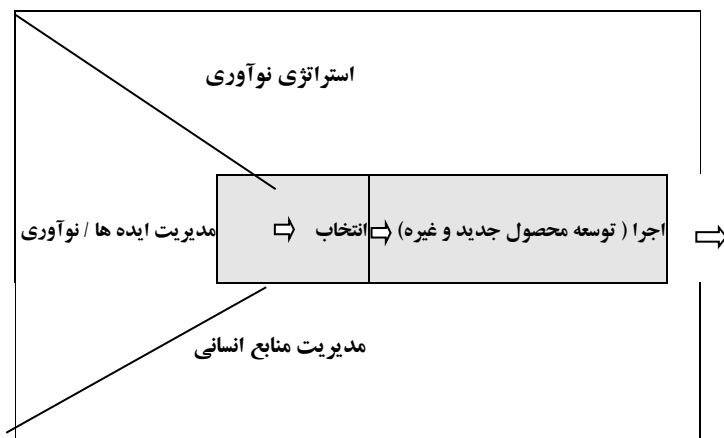 استراتژی نوآوری
مدیریت ایده ها / نوآوری
انتخاب
اجرا ( توسعه محصول جدید و غیره)
مدیریت منابع انسانی